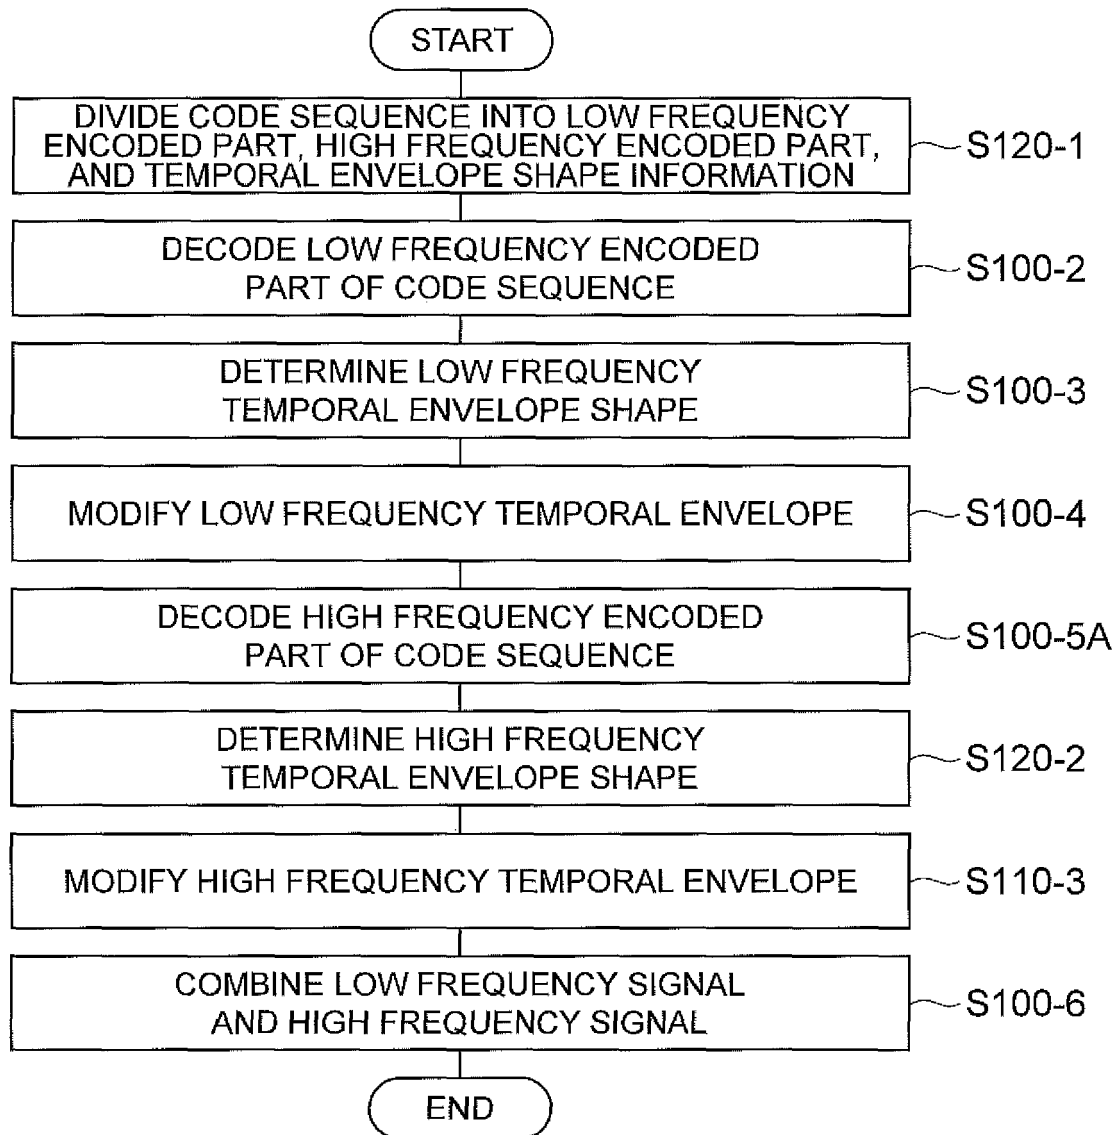 START
DIVIDE CODE SEQUENCE INTO LOW FREQUENCY
ENCODED PART, HIGH FREQUENCY ENCODED PART,
AND TEMPORAL ENVELOPE SHAPE INFORMATION
S120-1
DECODE LOW FREQUENCY ENCODED
PART OF CODE SEQUENCE
S100-2
DETERMINE LOW FREQUENCY
TEMPORAL ENVELOPE SHAPE
S100-3
MODIFY LOW FREQUENCY TEMPORAL ENVELOPE
S100-4
DECODE HIGH FREQUENCY ENCODED
PART OF CODE SEQUENCE
S100-5A
DETERMINE HIGH FREQUENCY
TEMPORAL ENVELOPE SHAPE
S120-2
MODIFY HIGH FREQUENCY TEMPORAL ENVELOPE
S110-3
COMBINE LOW FREQUENCY SIGNAL
AND HIGH FREQUENCY SIGNAL
S100-6
END